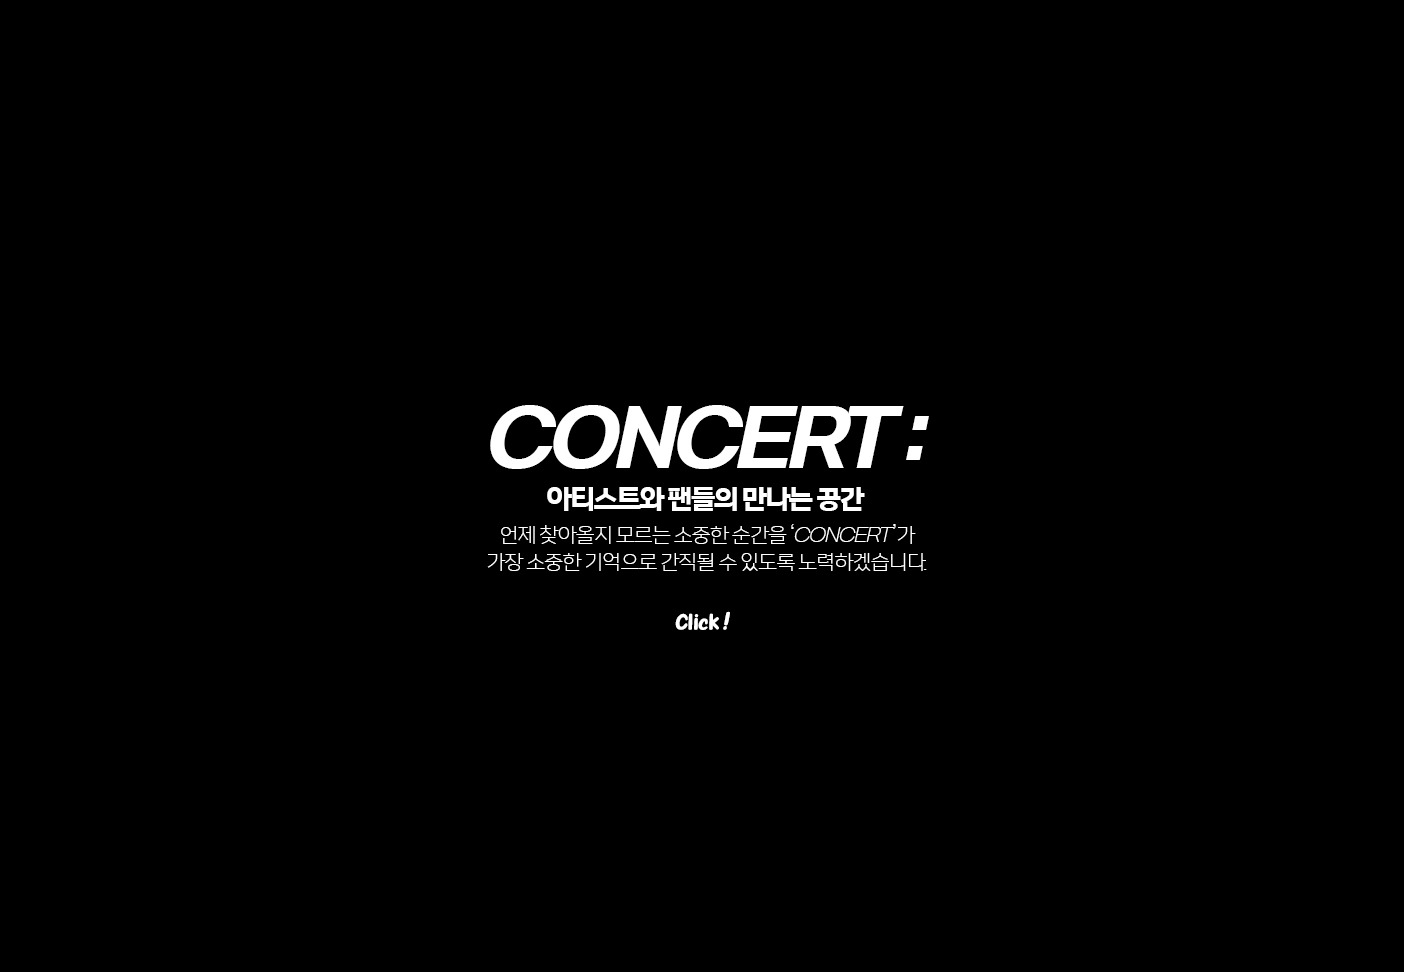 CONCERT :
아티스트와 팬들의 만나는 공간
언제 찾아올지 모르는 소중한 순간을 ‘CONCERT’가
가장 소중한 기억으로 간직될 수 있도록 노력하겠습니다.
Click !